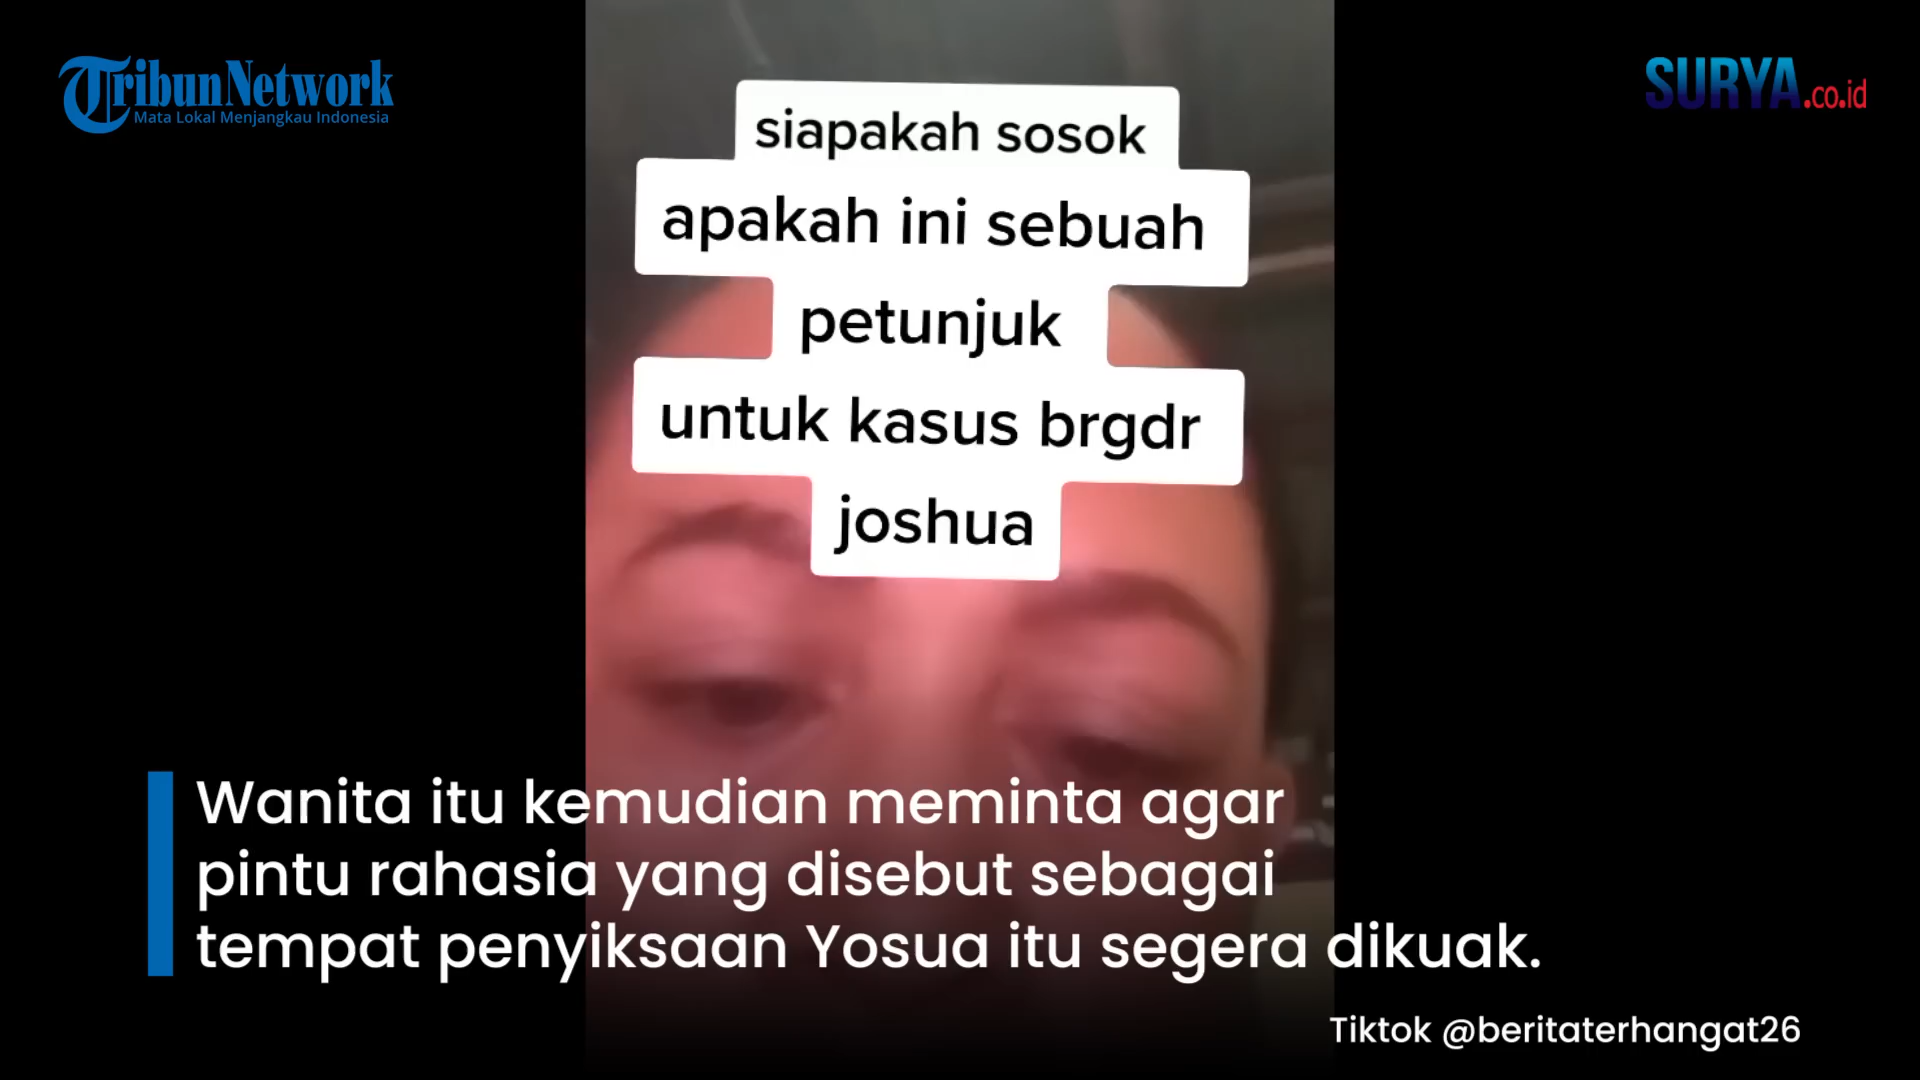 TribunNetwork
Mata Lokal Menjangkau Indonesia
SURYA.co.id
siapakah sosok
apakah ini sebuah
petunjuk
untuk kasus brgdr
joshua
Wanita itu kemudian meminta agar
pintu rahasia yang disebut sebagai
tempat penyiksaan Yosua itu segera dikuak.
Tiktok @beritaterhangat26